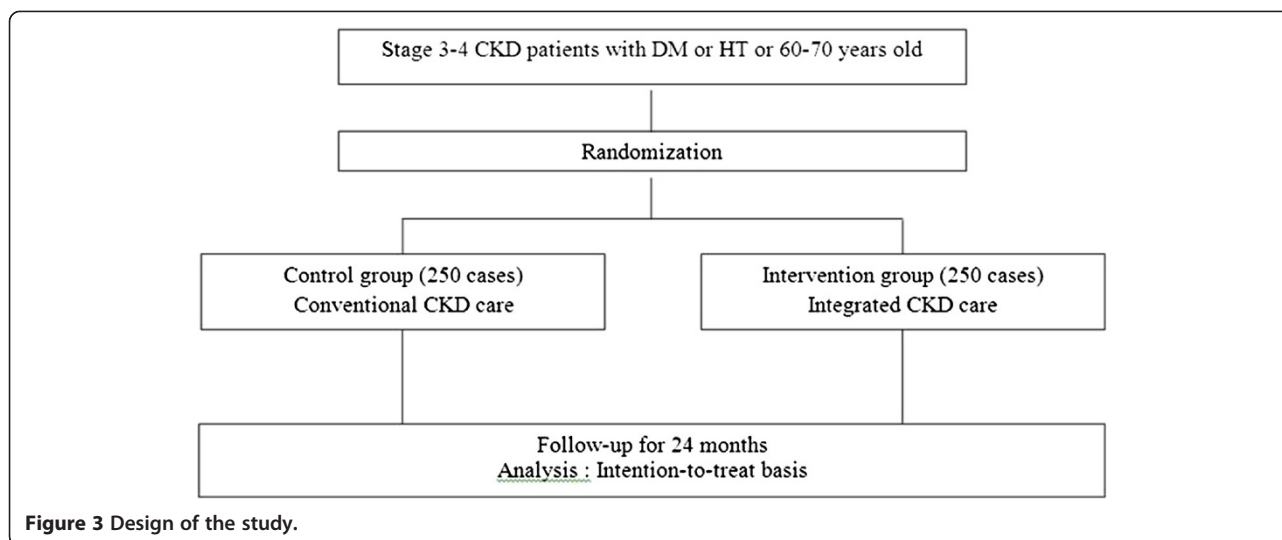 Stage 3-4 CKD patients with DM or HT or 60-70 years old
Randomization
Control group (250 cases)
Conventional CKD care
Intervention group (250 cases)
Integrated CKD care
Follow-up for 24 months
Analysis : Intention-to-treat basis
Figure 3 Design of the study.